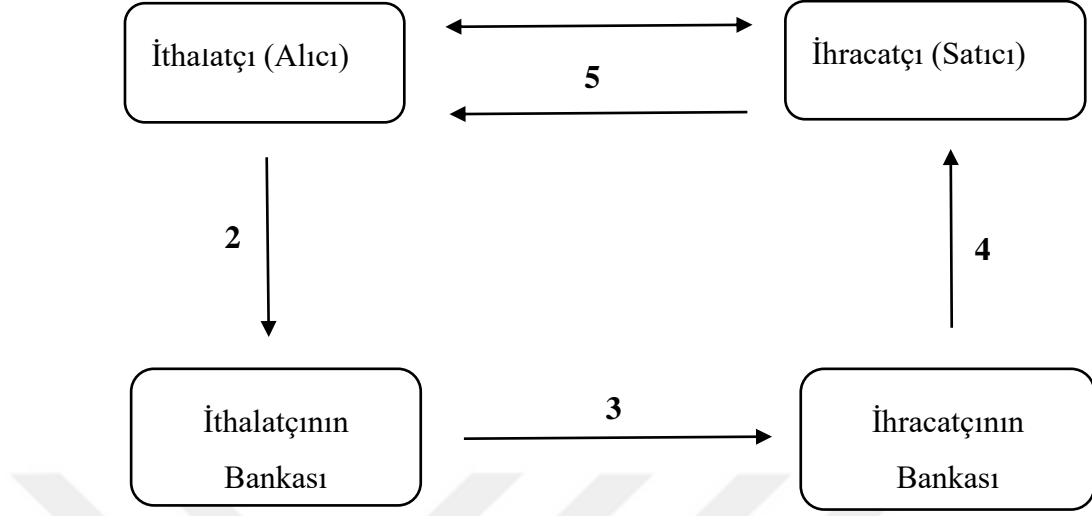 İthalatçı (Alıcı)
İhracatçı (Satıcı)
5
2
4
3
İthalatçının
Bankası
İhracatçının
Bankası